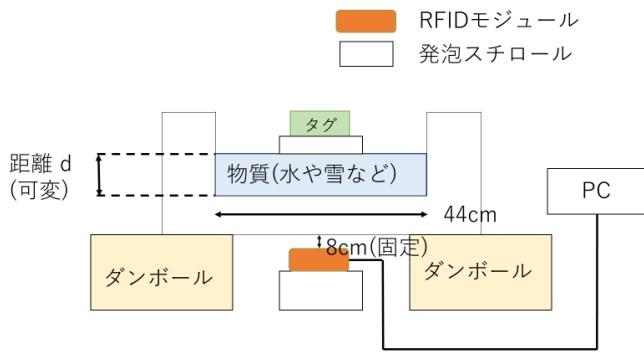 RFIDモジュール
発泡スチロール
タグ
距離 d
(可変)
物質(水や雪など)
PC
44cm
8cm(固定)
ダンボール
ダンボール